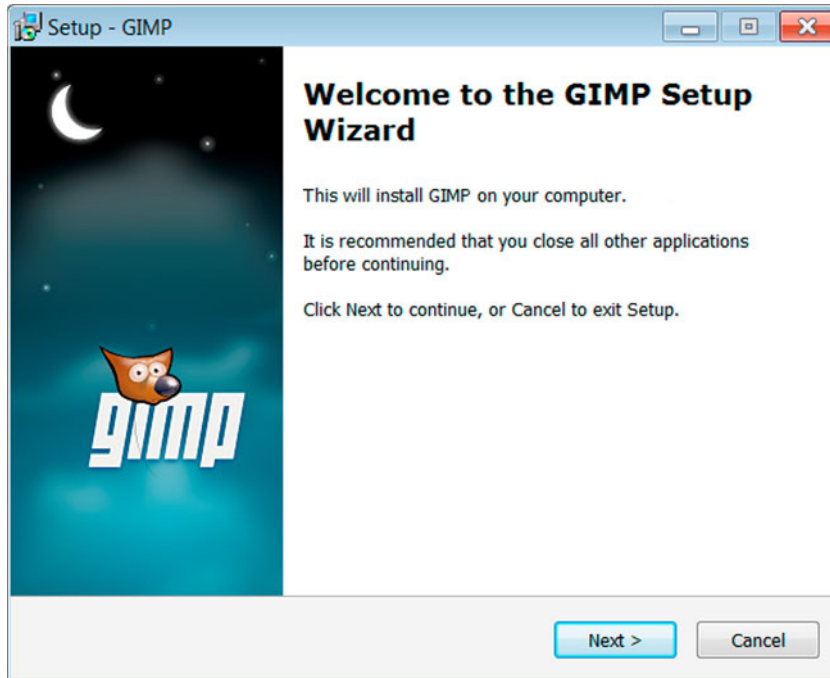 Setup - GIMP
Welcome to the GIMP Setup
Wizard
This will install GIMP on your computer.
It is recommended that you close all other applications
before continuing.
Click Next to continue, or Cancel to exit Setup.
gimp
Next >
Cancel